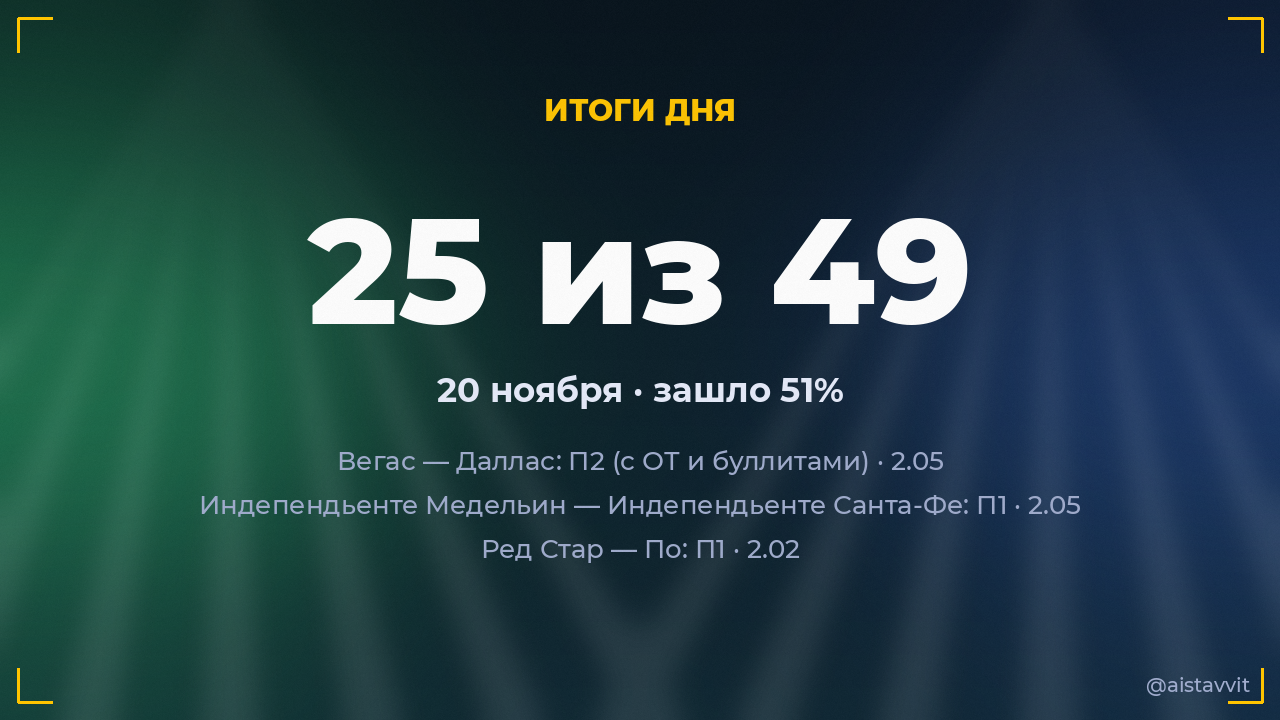 ИТОГИ ДНЯ
25 из 49
20 ноября · зашло 51%
Вегас — Даллас: П2 (с ОТ и буллитами) · 2.05
Индепендьенте Медельин — Индепендьенте Санта-Фе: П1 · 2.05
Ред Стар — По: П1 · 2.02
@aistavvit